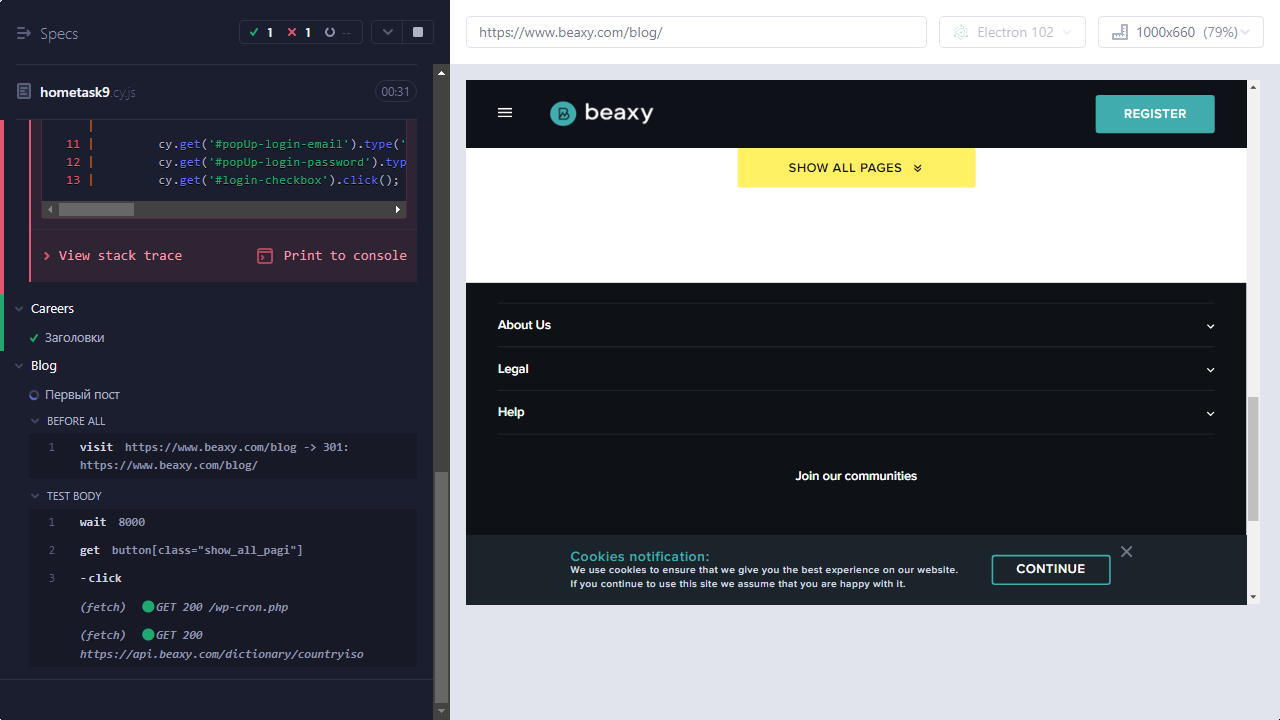 Specs
1
1
--
hometask9 cy.js
00:31
11 | cy.get('#popUp-login-email').type('
12 | cy.get('#popUp-login-password').typ
13 | cy.get('#login-checkbox').click();
View stack trace
Print to console
Careers
Заголовки
Blog
Первый пост
BEFORE ALL
1 visit https://www.beaxy.com/blog -> 301:
https://www.beaxy.com/blog/
TEST BODY
1 wait 8000
2 get button[class="show_all_pagi"]
3 -click
(fetch) GET 200 /wp-cron.php
(fetch) GET 200
https://api.beaxy.com/dictionary/countryiso
https://www.beaxy.com/blog/
Electron 102
1000x660 (79%)
beaxy
REGISTER
SHOW ALL PAGES
About Us
Legal
Help
Join our communities
Cookies notification:
We use cookies to ensure that we give you the best experience on our website.
If you continue to use this site we assume that you are happy with it.
CONTINUE